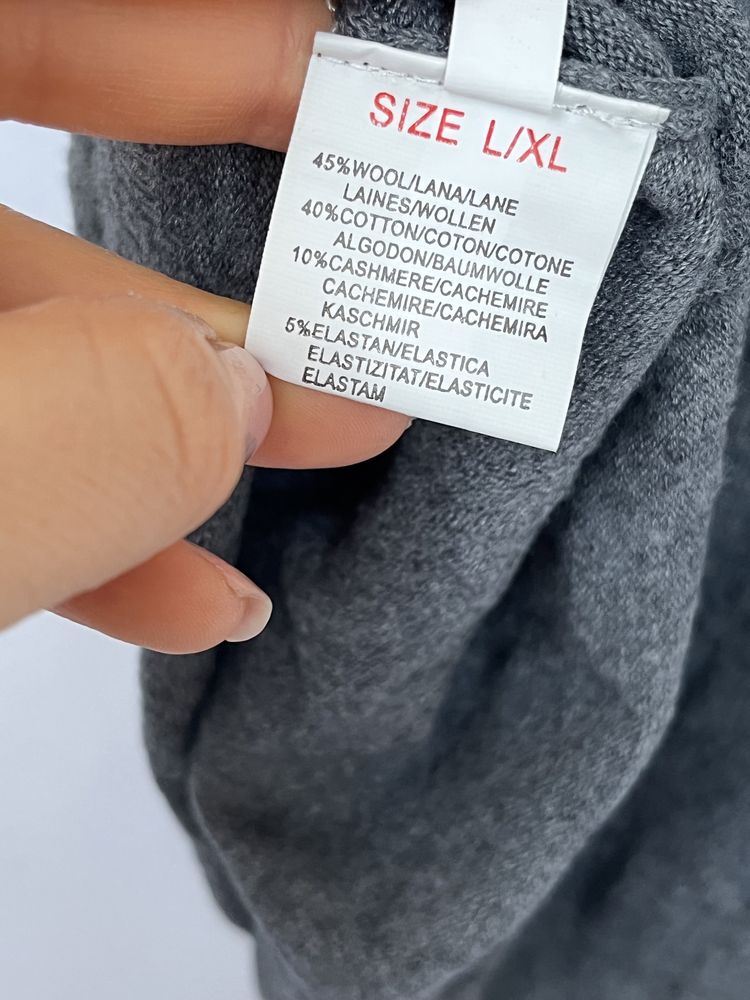 SIZE L/XL
45%WOOL/LANA/LANE
LAINES/WOLLEN
40%COTTON/COTON/COTONE
ALGODON/BAUMWOLLE
10%CASHMERE/CACHEMIRE
CACHEMIRE/CACHEMIRA
KASCHMIR
5%ELASTAN/ELASTICA
ELASTIZITAT/ELASTICITE
ELASTAM